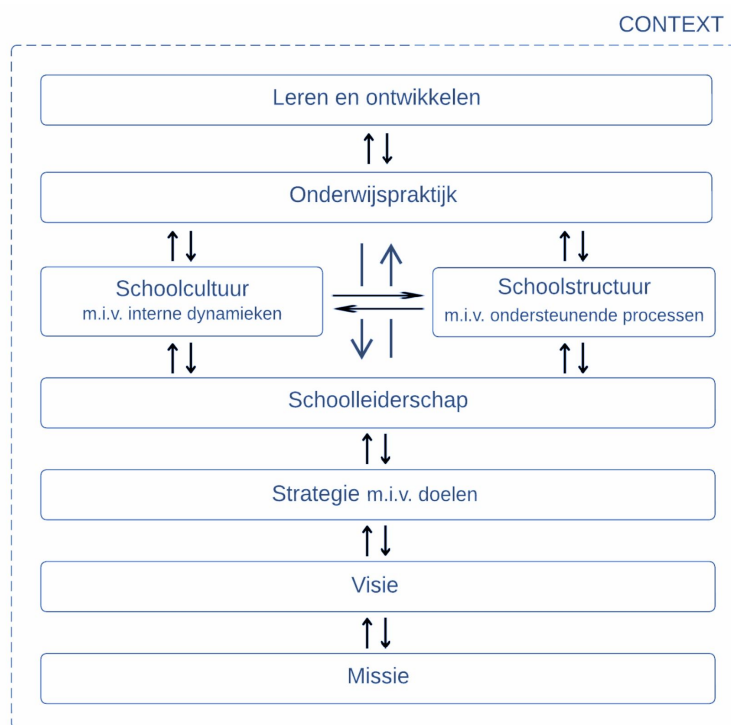 CONTEXT
Leren en ontwikkelen
Onderwijspraktijk
Schoolcultuur
m.i.v. interne dynamieken
Schoolstructuur
m.i.v. ondersteunende processen
Schoolleiderschap
Strategie m.i.v. doelen
Visie
Missie